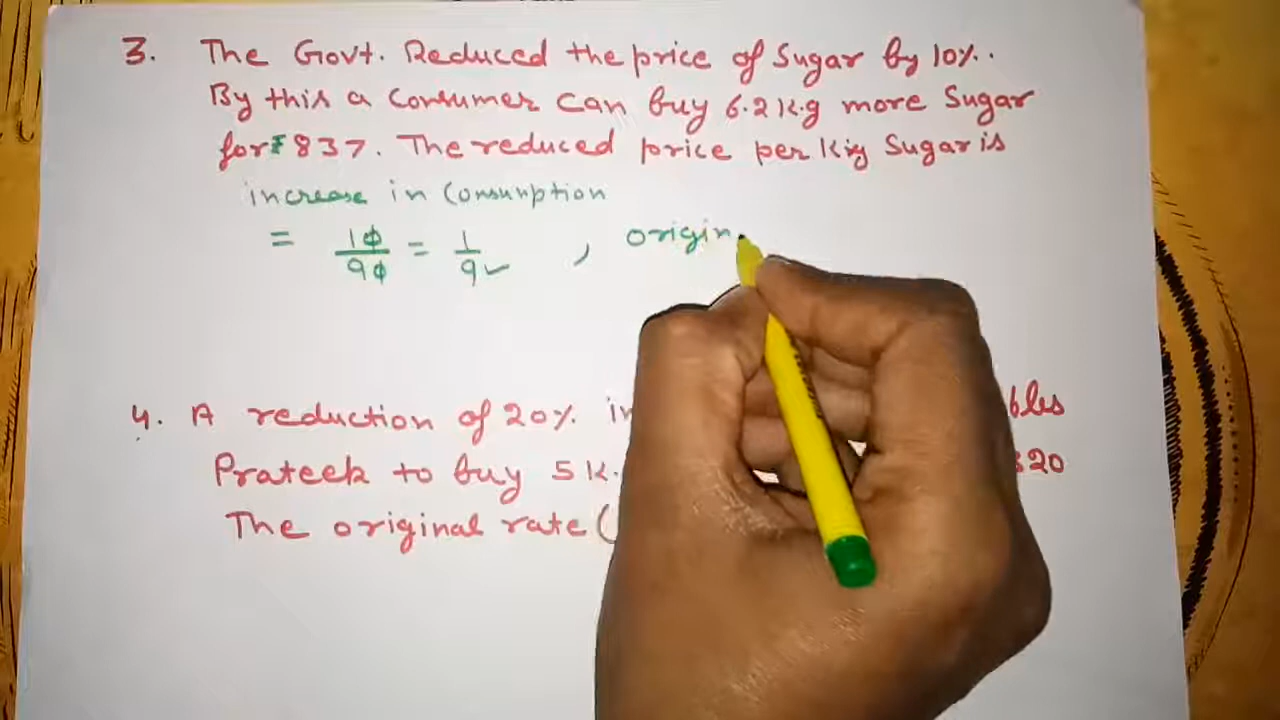 3. The Govt. Reduced the price of Sugar by 10%.
By this a Consumer can buy 6.2 K.g more Sugar
for ₹837. The reduced price per Kg Sugar is
increase in Consumption
= 10/90 = 1/9 , origin
4. A reduction of 20% in bles
Prateek to buy 5 K. 320
The original rate (